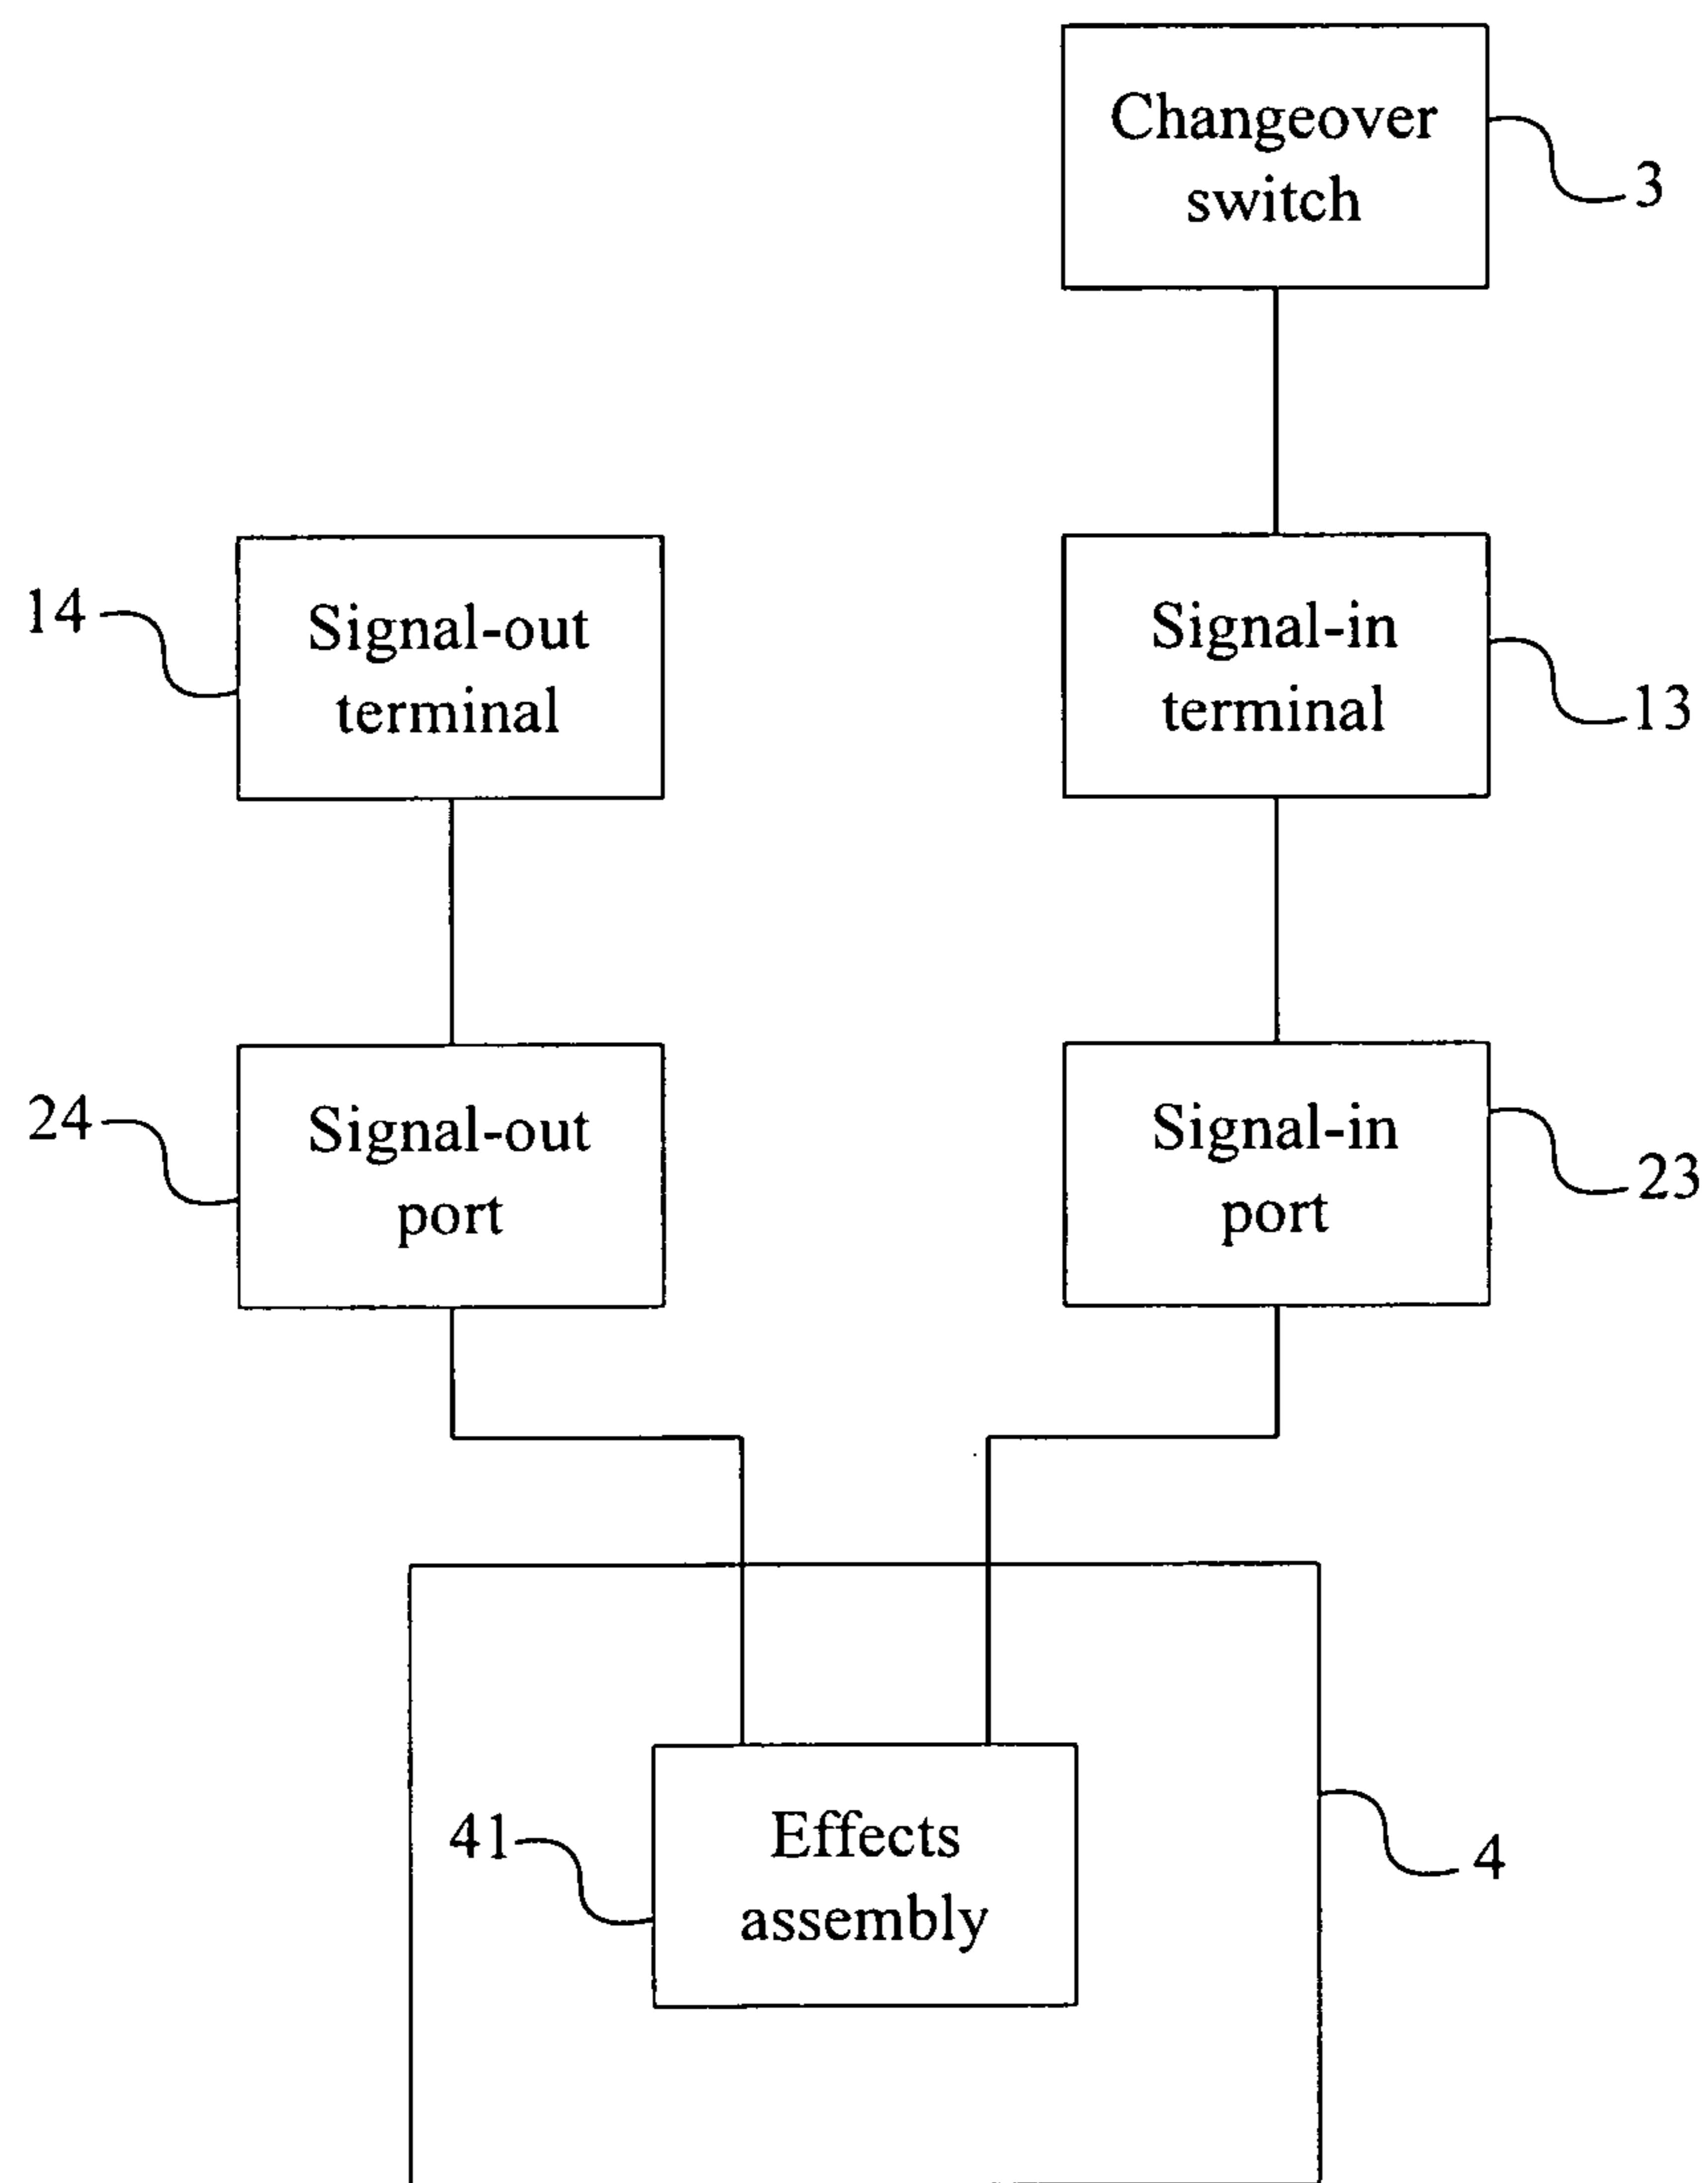 Changeover
switch
3
14
Signal-out
terminal
Signal-in
terminal
13
24
Signal-out
port
Signal-in
port
23
41
Effects
assembly
4